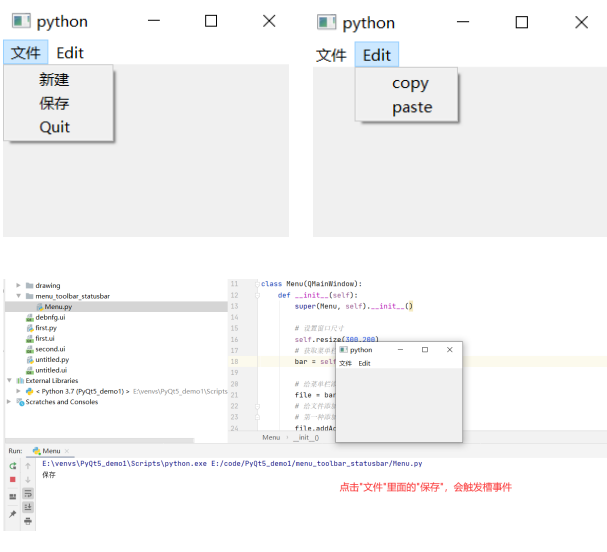 python
文件 Edit
新建
保存
Quit
python
文件 Edit
copy
paste
drawing
menu_toolbar_statusbar
Menu.py
debnfg.ui
first.py
first.ui
second.ui
untitled.py
untitled.ui
External Libraries
< Python 3.7 (PyQt5_demo1) > E:\venvs\PyQt5_demo1\Scripts
Scratches and Consoles
11 class Menu(QMainWindow):
12 def __init__(self):
13 super(Menu, self).__init__()
14
15 # 设置窗口尺寸
16 self.resize(300,200)
17 # 获取菜单栏
18 bar = self
19
20 # 给菜单栏添
21 file = bar
22 # 给文件添加
23 # 第一种添加
24 file.addAc
Menu › __init__()
python
文件 Edit
Run: Menu ×
E:\venvs\PyQt5_demo1\Scripts\python.exe E:/code/PyQt5_demo1/menu_toolbar_statusbar/Menu.py
保存
点击"文件"里面的"保存"，会触发槽事件